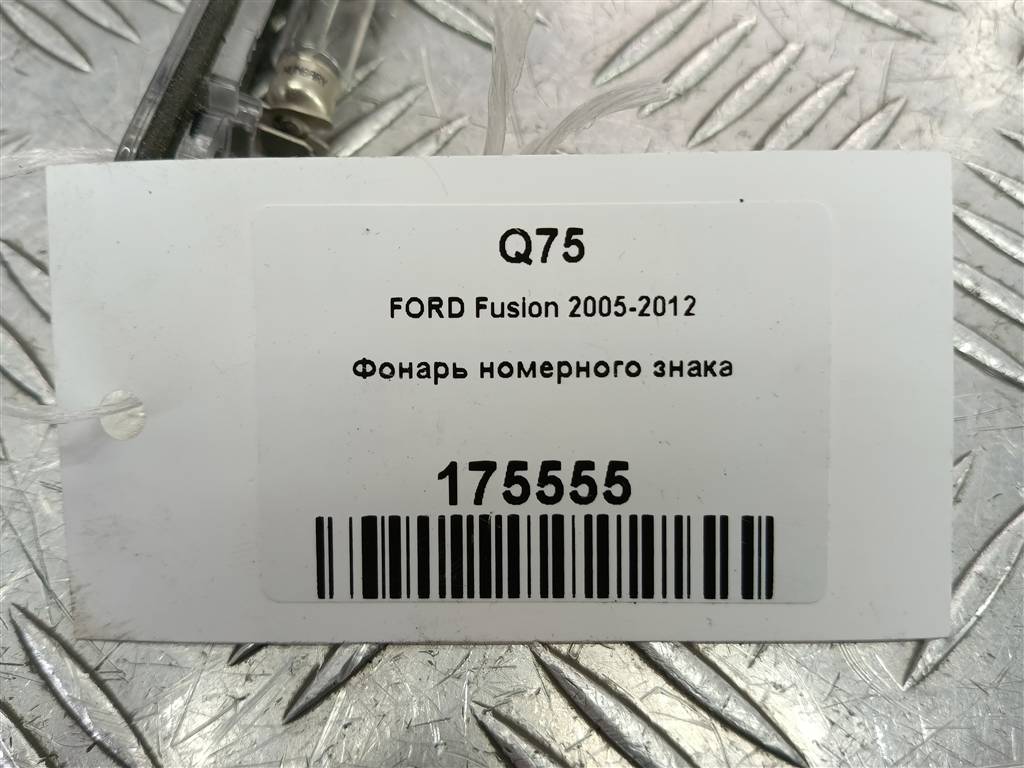 Q75
FORD Fusion 2005-2012
Фонарь номерного знака
175555